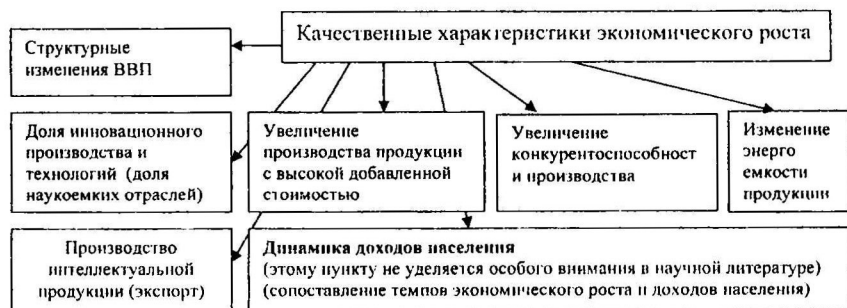 Качественные характеристики экономического роста
Структурные
изменения ВВП
Доля инновационного
производства и
технологий (доля
наукоемких отраслей)
Увеличение
производства продукции
с высокой добавленной
стоимостью
Увеличение
конкурентоспособност
и производства
Изменение
энерго
емкости
продукции
Производство
интеллектуальной
продукции (экспорт)
Динамика доходов населения
(этому пункту не уделяется особого внимания в научной литературе)
(сопоставление темпов экономического роста и доходов населения)